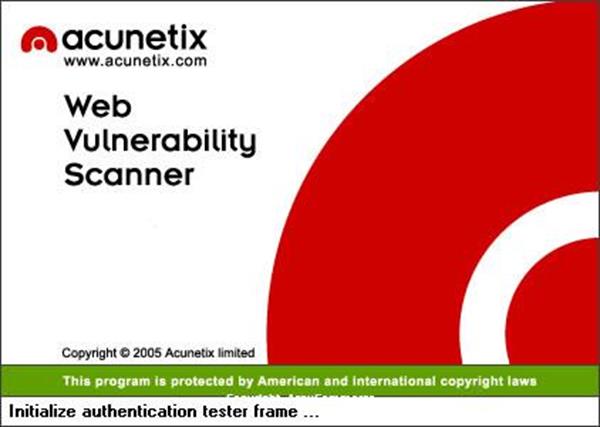 acunetix
www.acunetix.com
Web
Vulnerability
Scanner
Copyright © 2005 Acunetix limited
This program is protected by American and international copyright laws
Initialize authentication tester frame ...